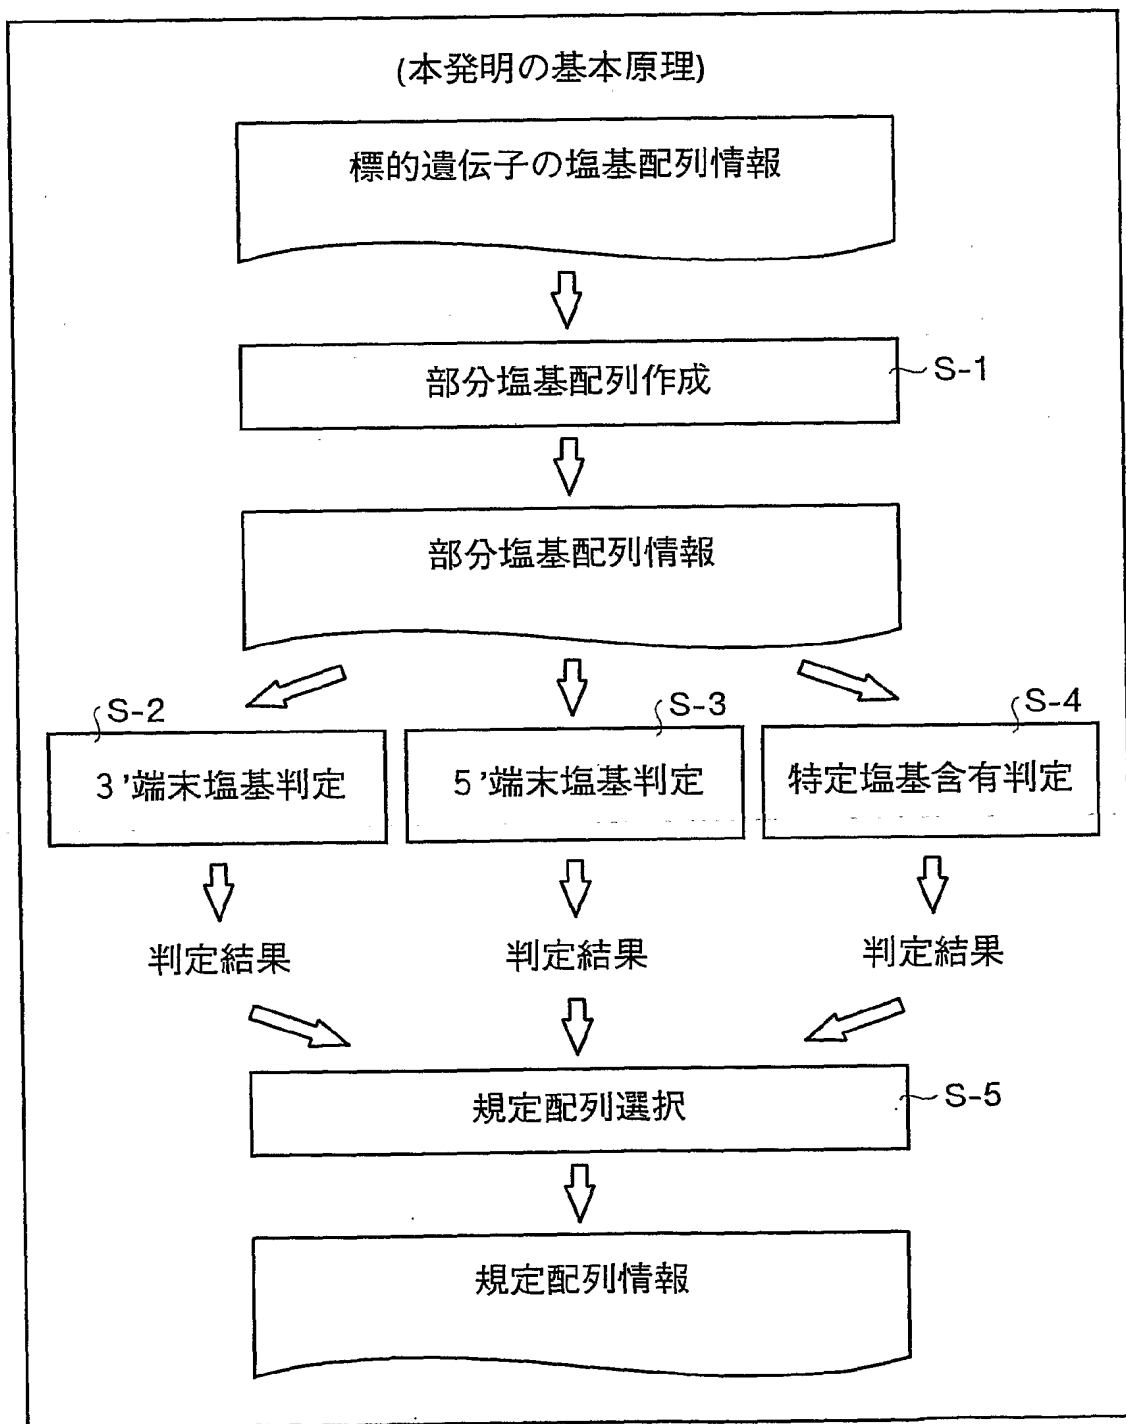 (本発明の基本原理)
標的遺伝子の塩基配列情報
部分塩基配列作成
S-1
部分塩基配列情報
S-2
S-3
S-4
3'端末塩基判定
5'端末塩基判定
特定塩基含有判定
判定結果
判定結果
判定結果
規定配列選択
S-5
規定配列情報